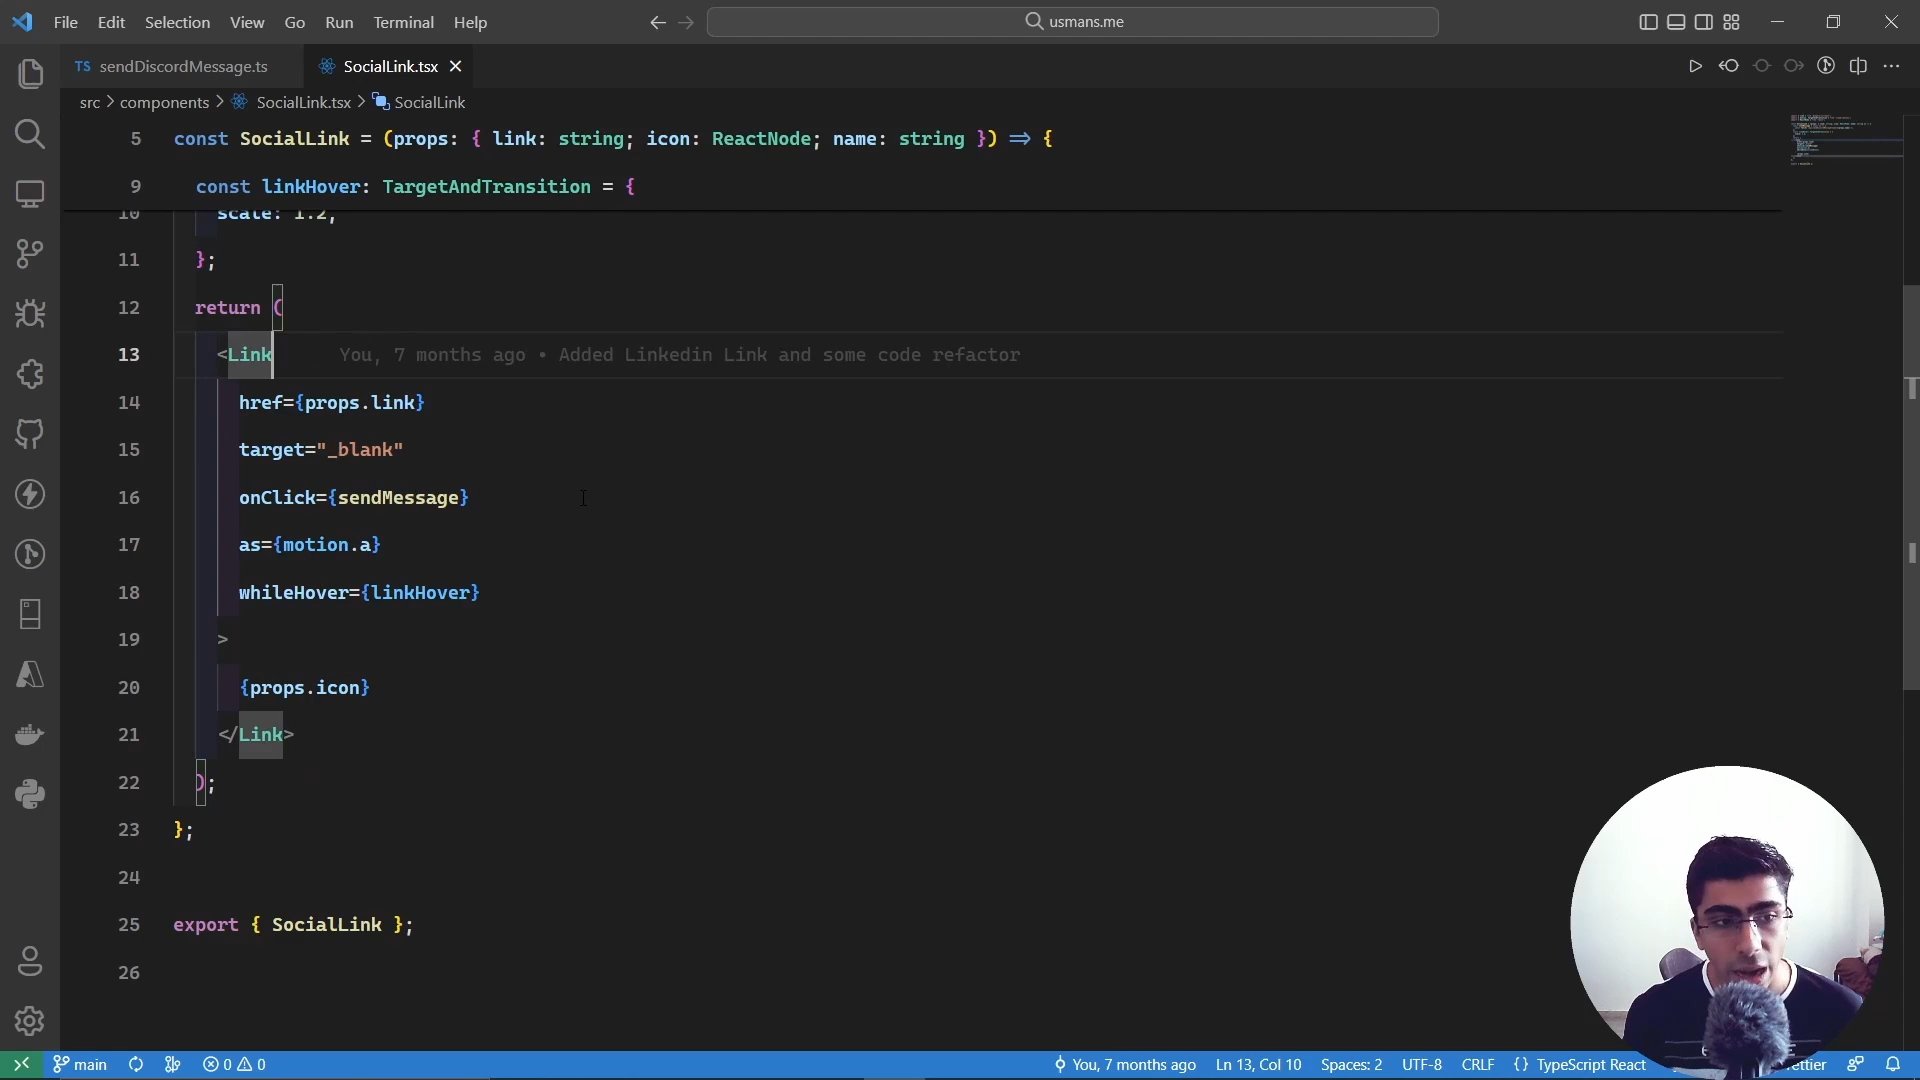 File Edit Selection View Go Run Terminal Help
usmans.me
TS sendDiscordMessage.ts
SocialLink.tsx
src > components > SocialLink.tsx > SocialLink
5 const SocialLink = (props: { link: string; icon: ReactNode; name: string }) => {
9 const linkHover: TargetAndTransition = {
10 scale: 1.2,
11 };
12 return (
13 <Link You, 7 months ago • Added Linkedin Link and some code refactor
14 href={props.link}
15 target="_blank"
16 onClick={sendMessage}
17 as={motion.a}
18 whileHover={linkHover}
19 >
20 {props.icon}
21 </Link>
22 );
23 };
24
25 export { SocialLink };
26
main 0 0 You, 7 months ago Ln 13, Col 10 Spaces: 2 UTF-8 CRLF {} TypeScript React